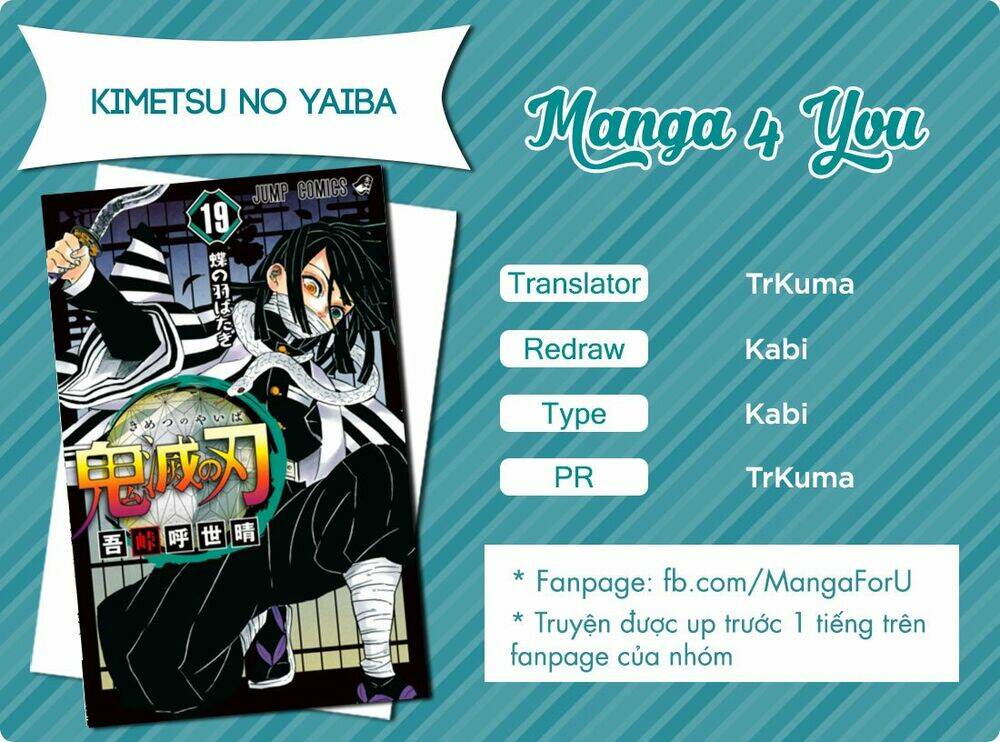 KIMETSU NO YAIBA
Manga 4 You
JUMP COMICS
19
蝶の羽ばたき
きめつのやいば
鬼滅の刃
吾峠呼世晴
Translator TrKuma
Redraw Kabi
Type Kabi
PR TrKuma
* Fanpage: fb.com/MangaForU
* Truyện được up trước 1 tiếng trên
fanpage của nhóm